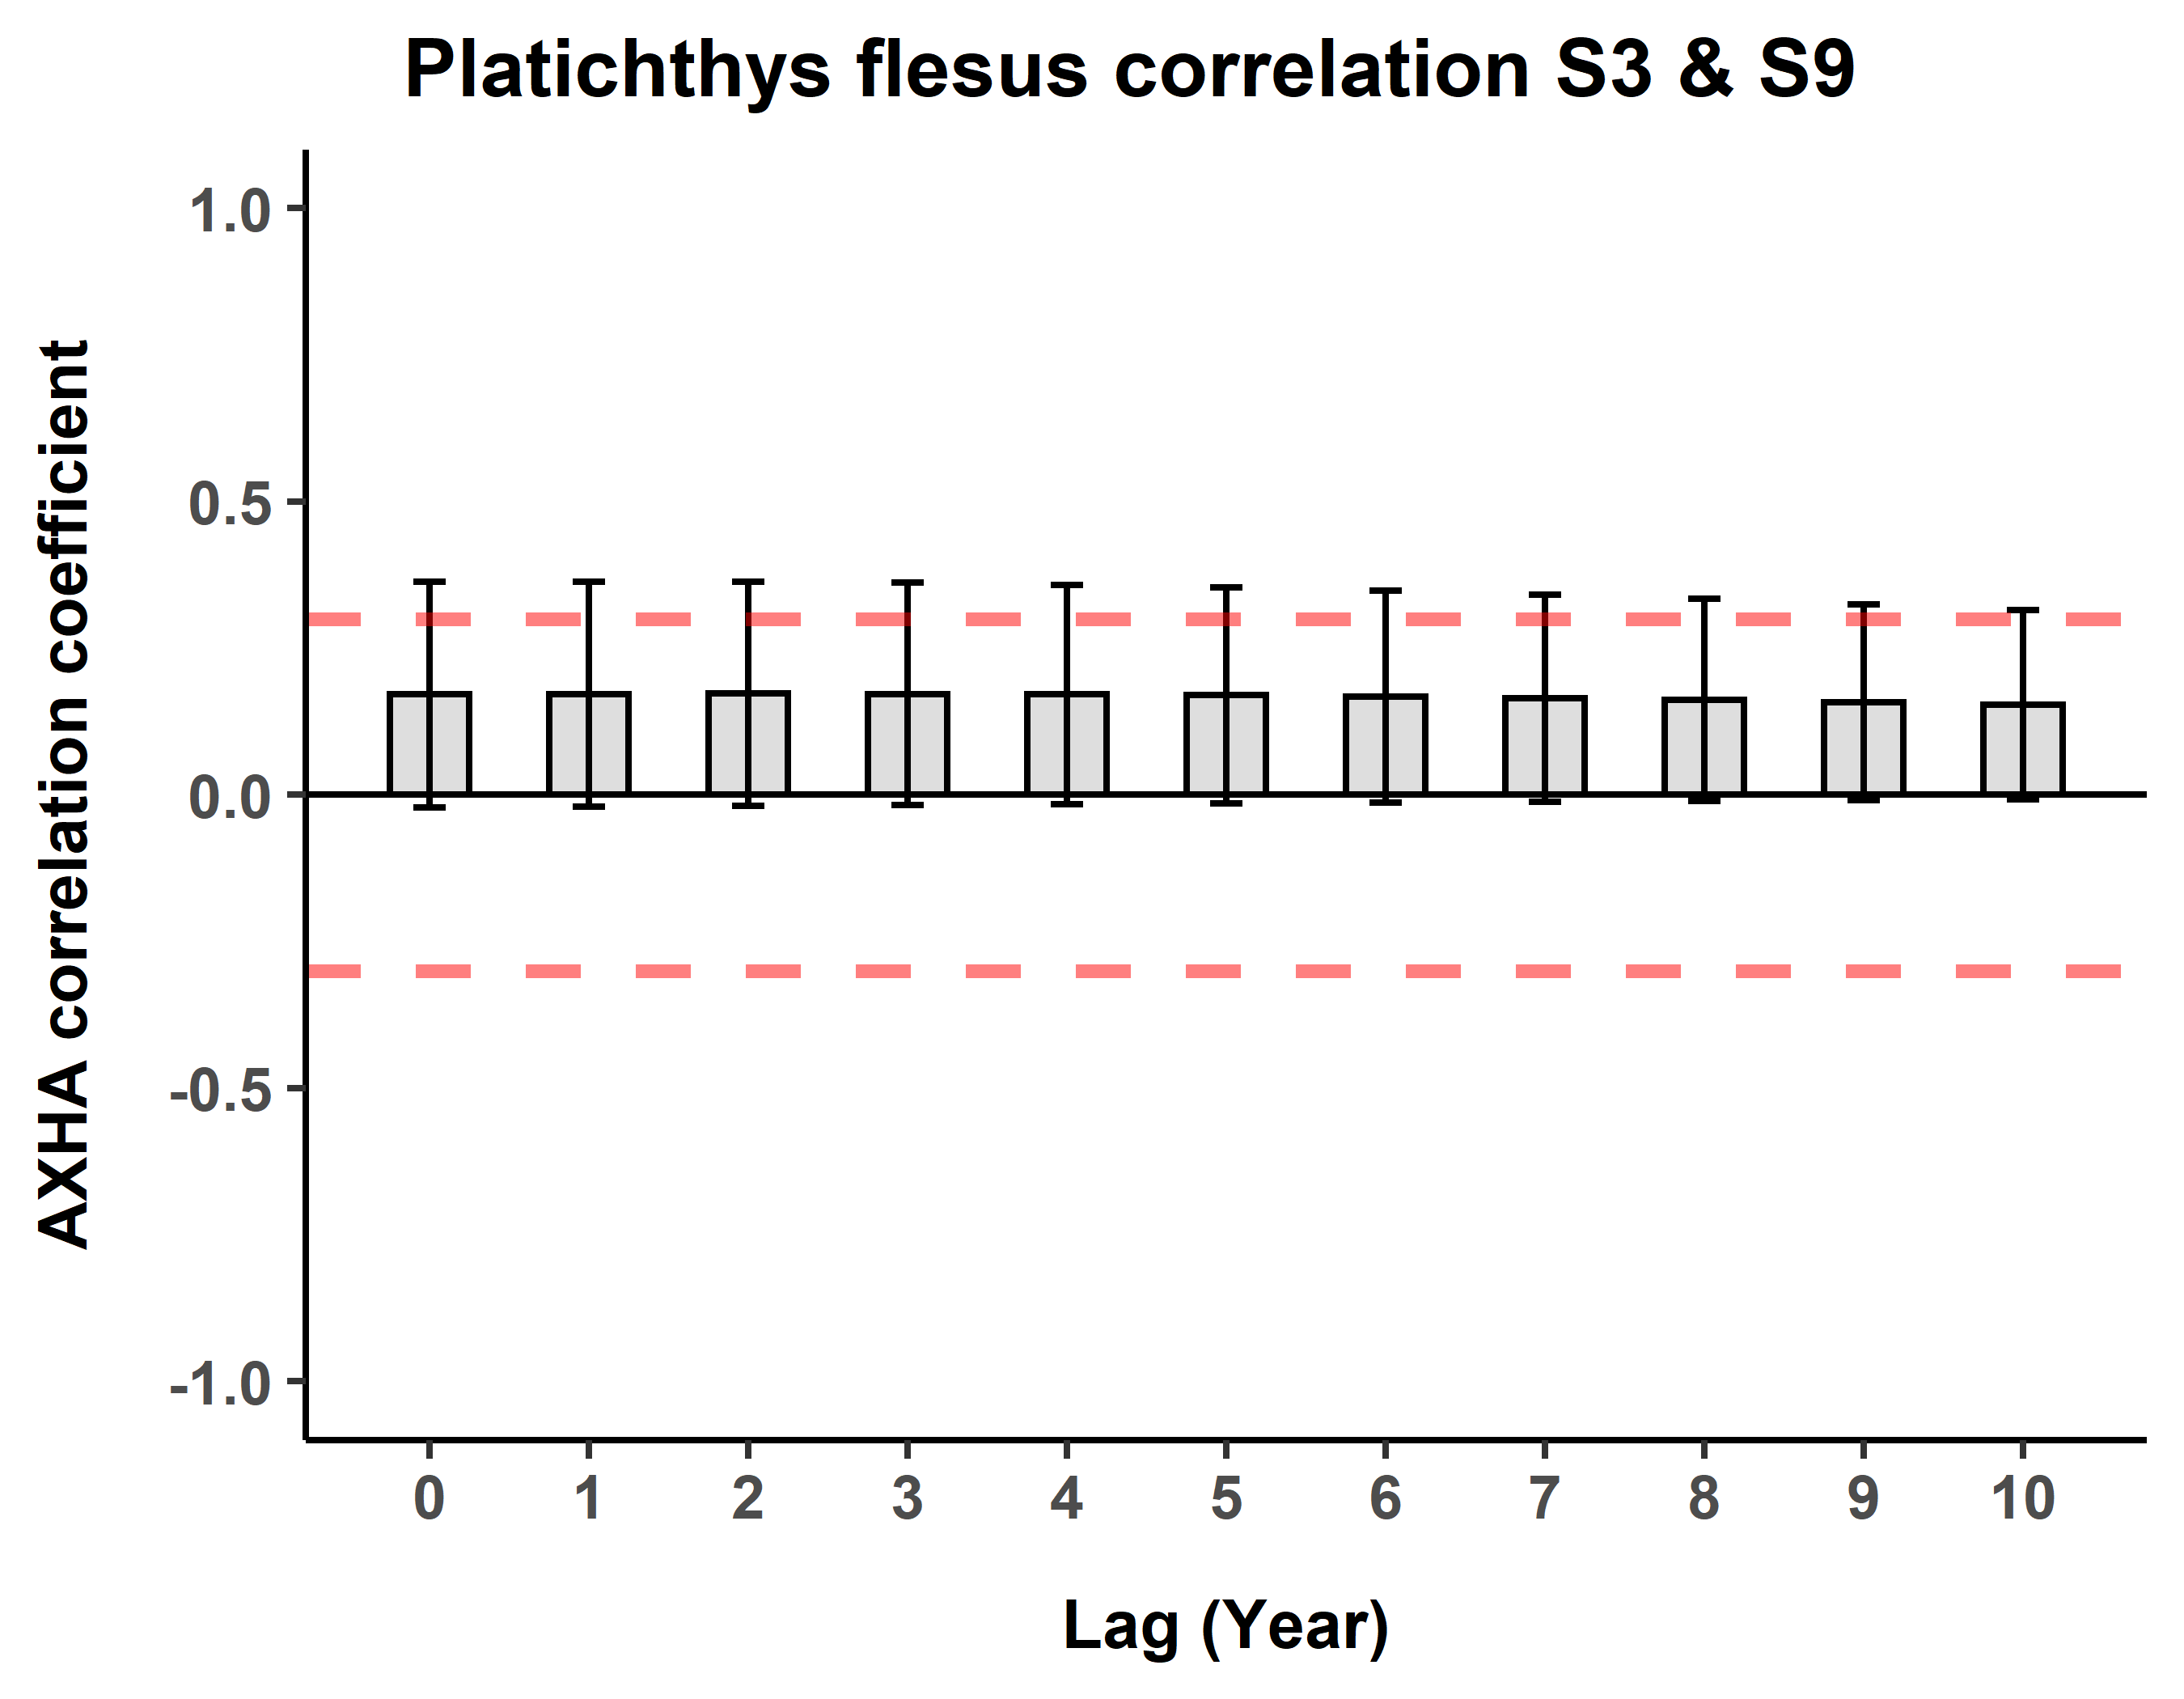 Platichthys flesus correlation S3 & S9
AXHA correlation coefficient
1.0
0.5
0.0
-0.5
-1.0
0 1 2 3 4 5 6 7 8 9 10
Lag (Year)